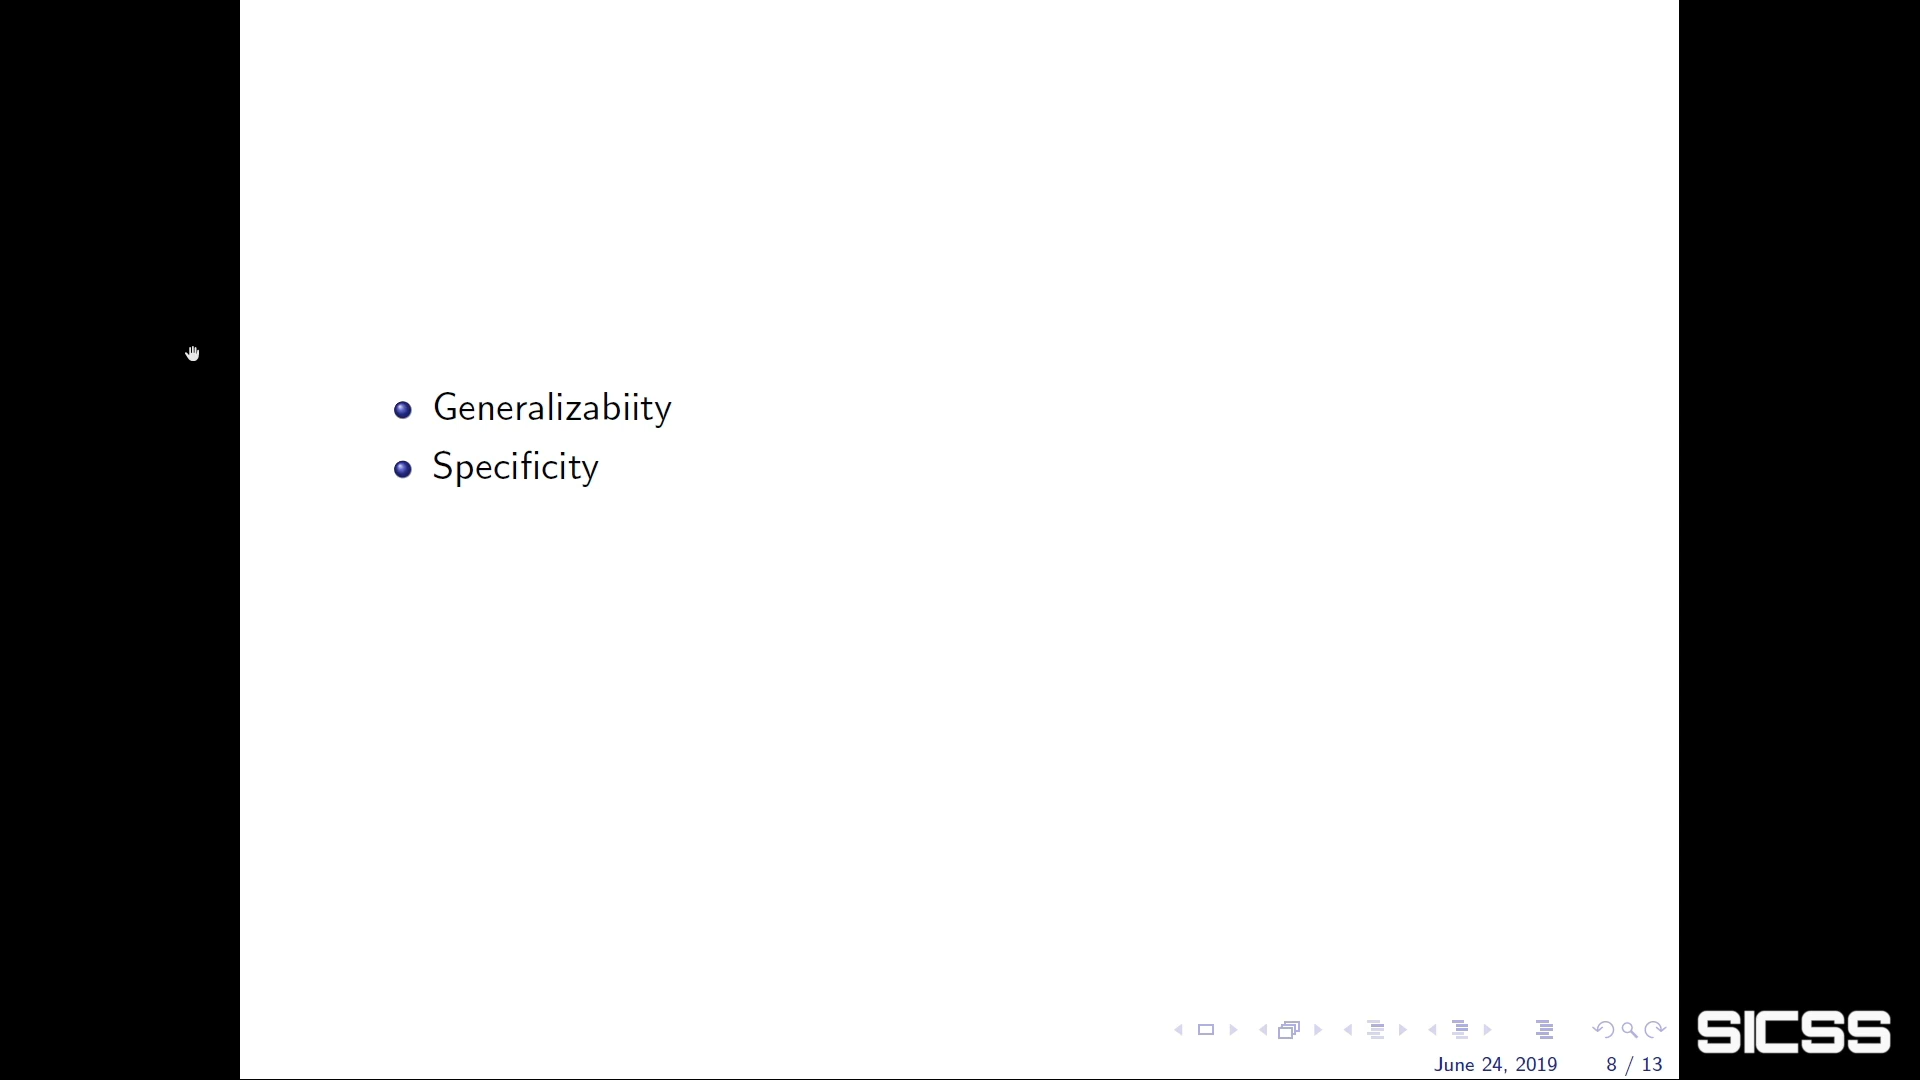 Generalizabiity
Specificity
June 24, 2019 8 / 13
SICSS